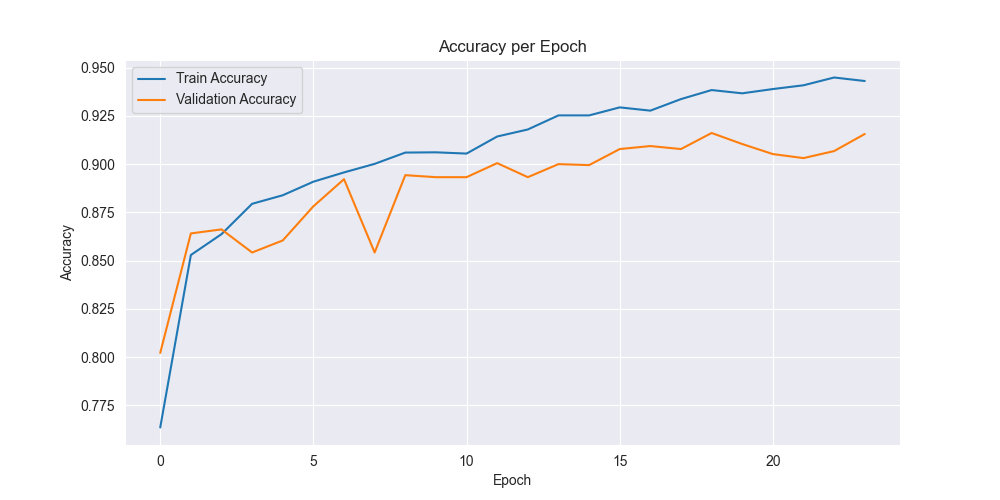 Accuracy per Epoch
Train Accuracy
Validation Accuracy
0.950
0.925
0.900
0.875
0.850
0.825
0.800
0.775
Accuracy
0 5 10 15 20
Epoch